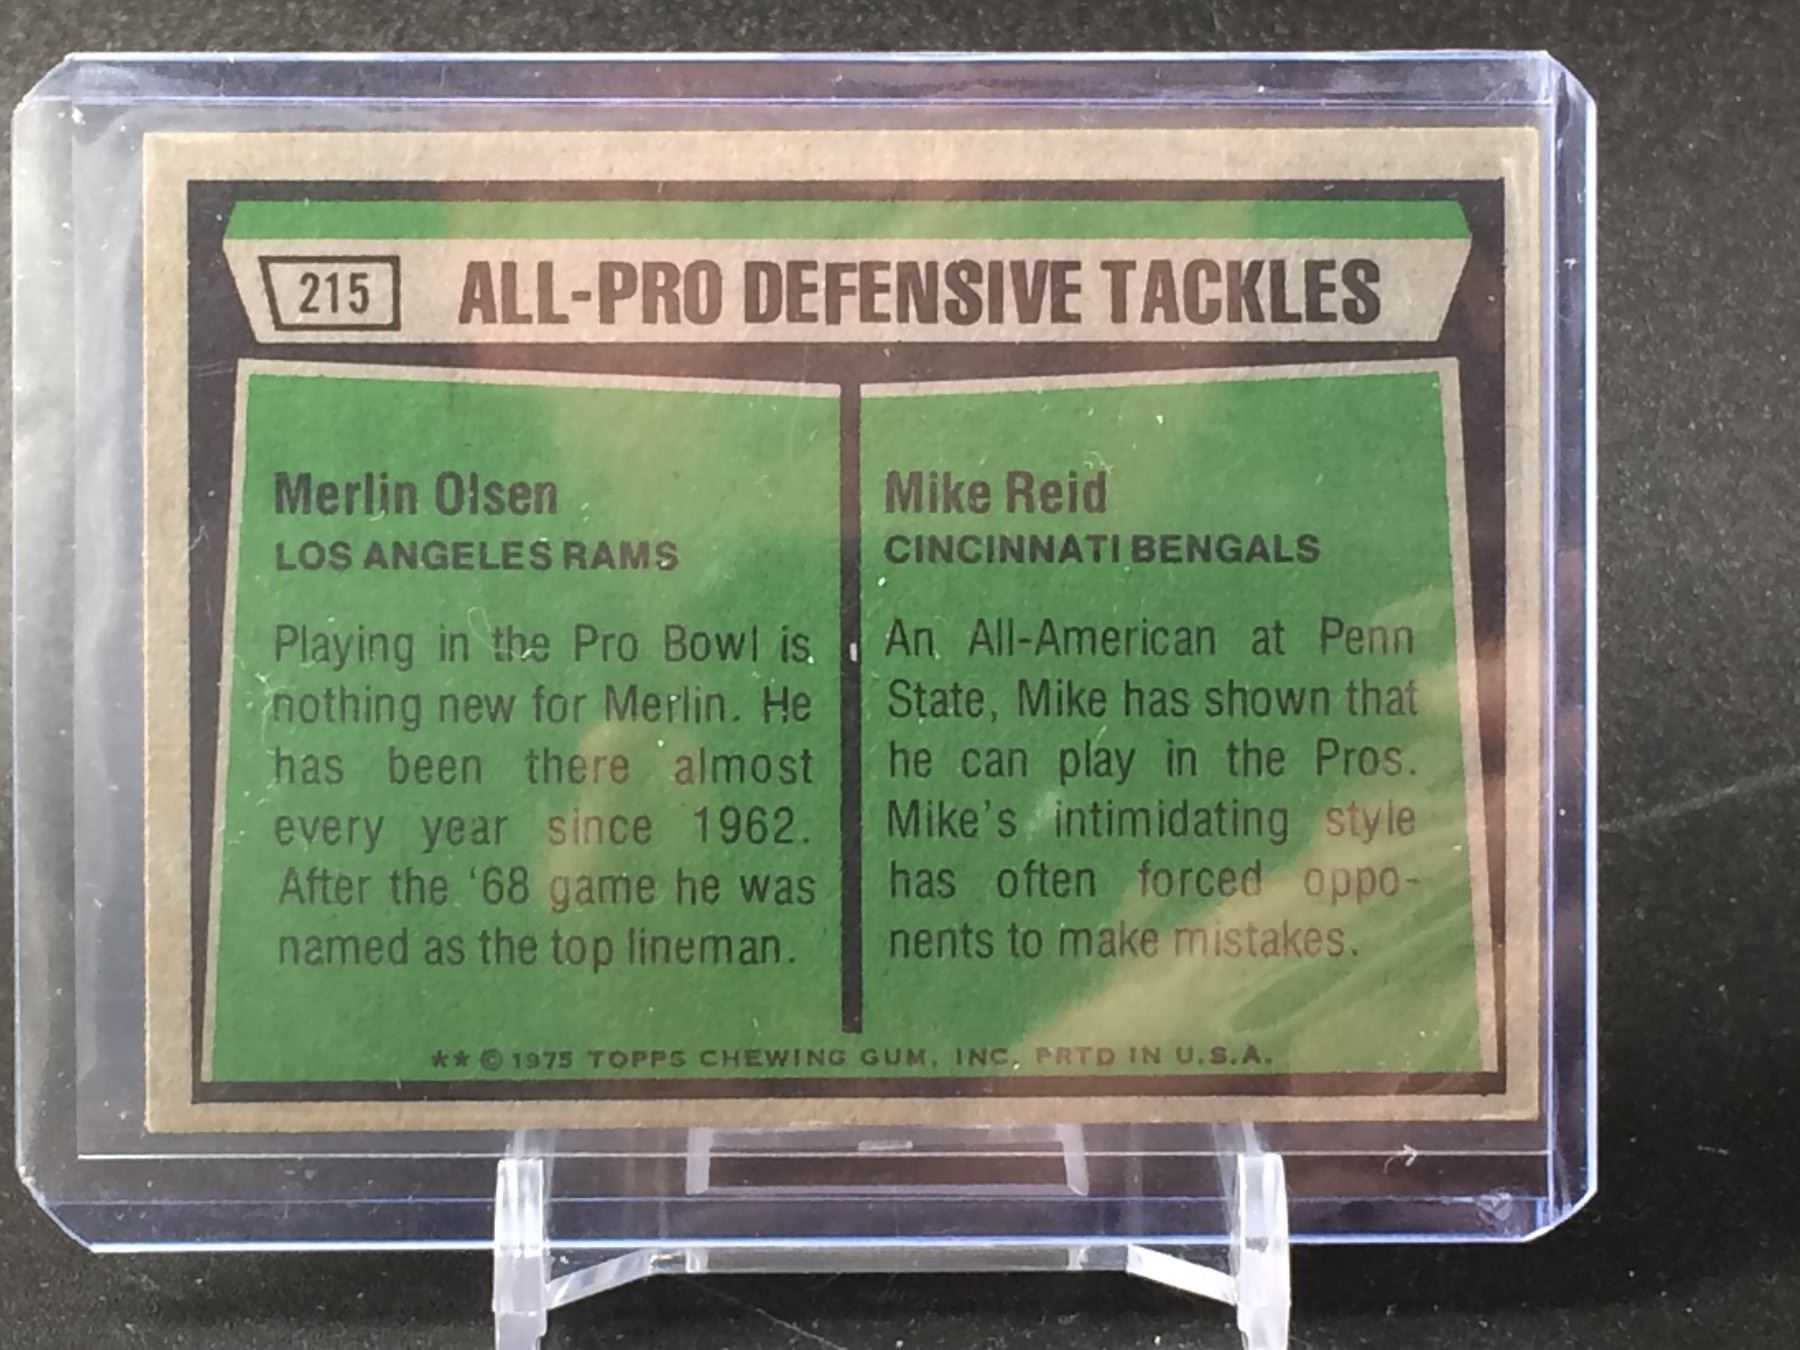 215 ALL-PRO DEFENSIVE TACKLES
Merlin Olsen
LOS ANGELES RAMS
Playing in the Pro Bowl is
nothing new for Merlin. He
has been there almost
every year since 1962.
After the '68 game he was
named as the top lineman.
Mike Reid
CINCINNATI BENGALS
An All-American at Penn
State, Mike has shown that
he can play in the Pros.
Mike's intimidating style
has often forced oppo-
nents to make mistakes.
** © 1975 TOPPS CHEWING GUM, INC. PRTD IN U.S.A.